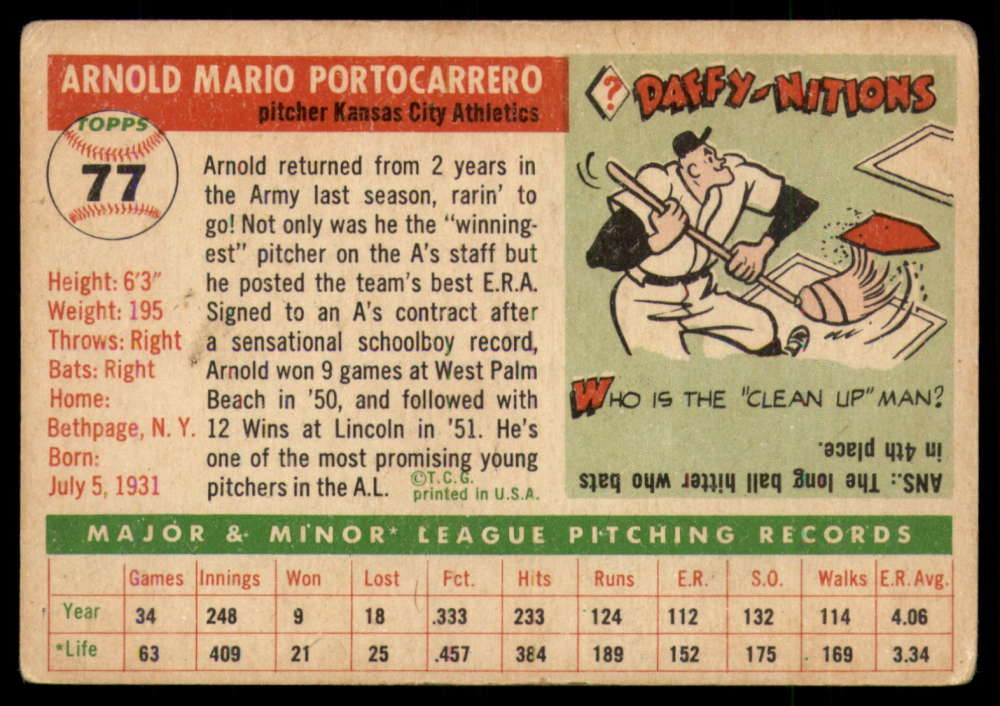 ARNOLD MARIO PORTOCARRERO
pitcher Kansas City Athletics
TOPPS
77
Height: 6'3"
Weight: 195
Throws: Right
Bats: Right
Home:
Bethpage, N. Y.
Born:
July 5, 1931
Arnold returned from 2 years in
the Army last season, rarin' to
go! Not only was he the "winning-
est" pitcher on the A's staff but
he posted the team's best E.R.A.
Signed to an A's contract after
a sensational schoolboy record,
Arnold won 9 games at West Palm
Beach in '50, and followed with
12 Wins at Lincoln in '51. He's
one of the most promising young
pitchers in the A.L.
©T.C.G.
printed in U.S.A.
? DAFFY-NITIONS
WHO IS THE "CLEAN UP" MAN?
ANS.: The long ball hitter who bats
in 4th place.
MAJOR & MINOR* LEAGUE PITCHING RECORDS
Games Innings Won Lost Pct. Hits Runs E.R. S.O. Walks E.R. Avg.
Year 34 248 9 18 .333 233 124 112 132 114 4.06
*Life 63 409 21 25 .457 384 189 152 175 169 3.34